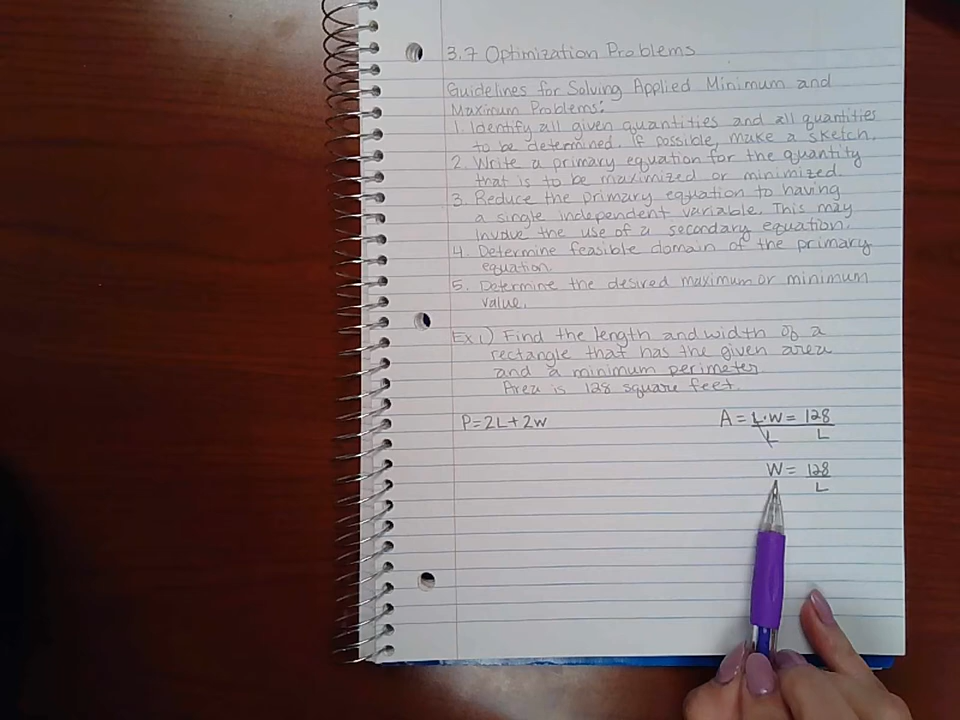 3.7 Optimization Problems
Guidelines for Solving Applied Minimum and
Maximum Problems:
1. Identify all given quantities and all quantities
to be determined. If possible, make a sketch.
2. Write a primary equation for the quantity
that is to be maximized or minimized.
3. Reduce the primary equation to having
a single independent variable. This may
involve the use of a secondary equation.
4. Determine feasible domain of the primary
equation.
5. Determine the desired maximum or minimum
value.
Ex 1) Find the length and width of a
rectangle that has the given area
and a minimum perimeter.
Area is 128 square feet.
P=2L+2W
A = L·W = 128
L L
W = 128
L